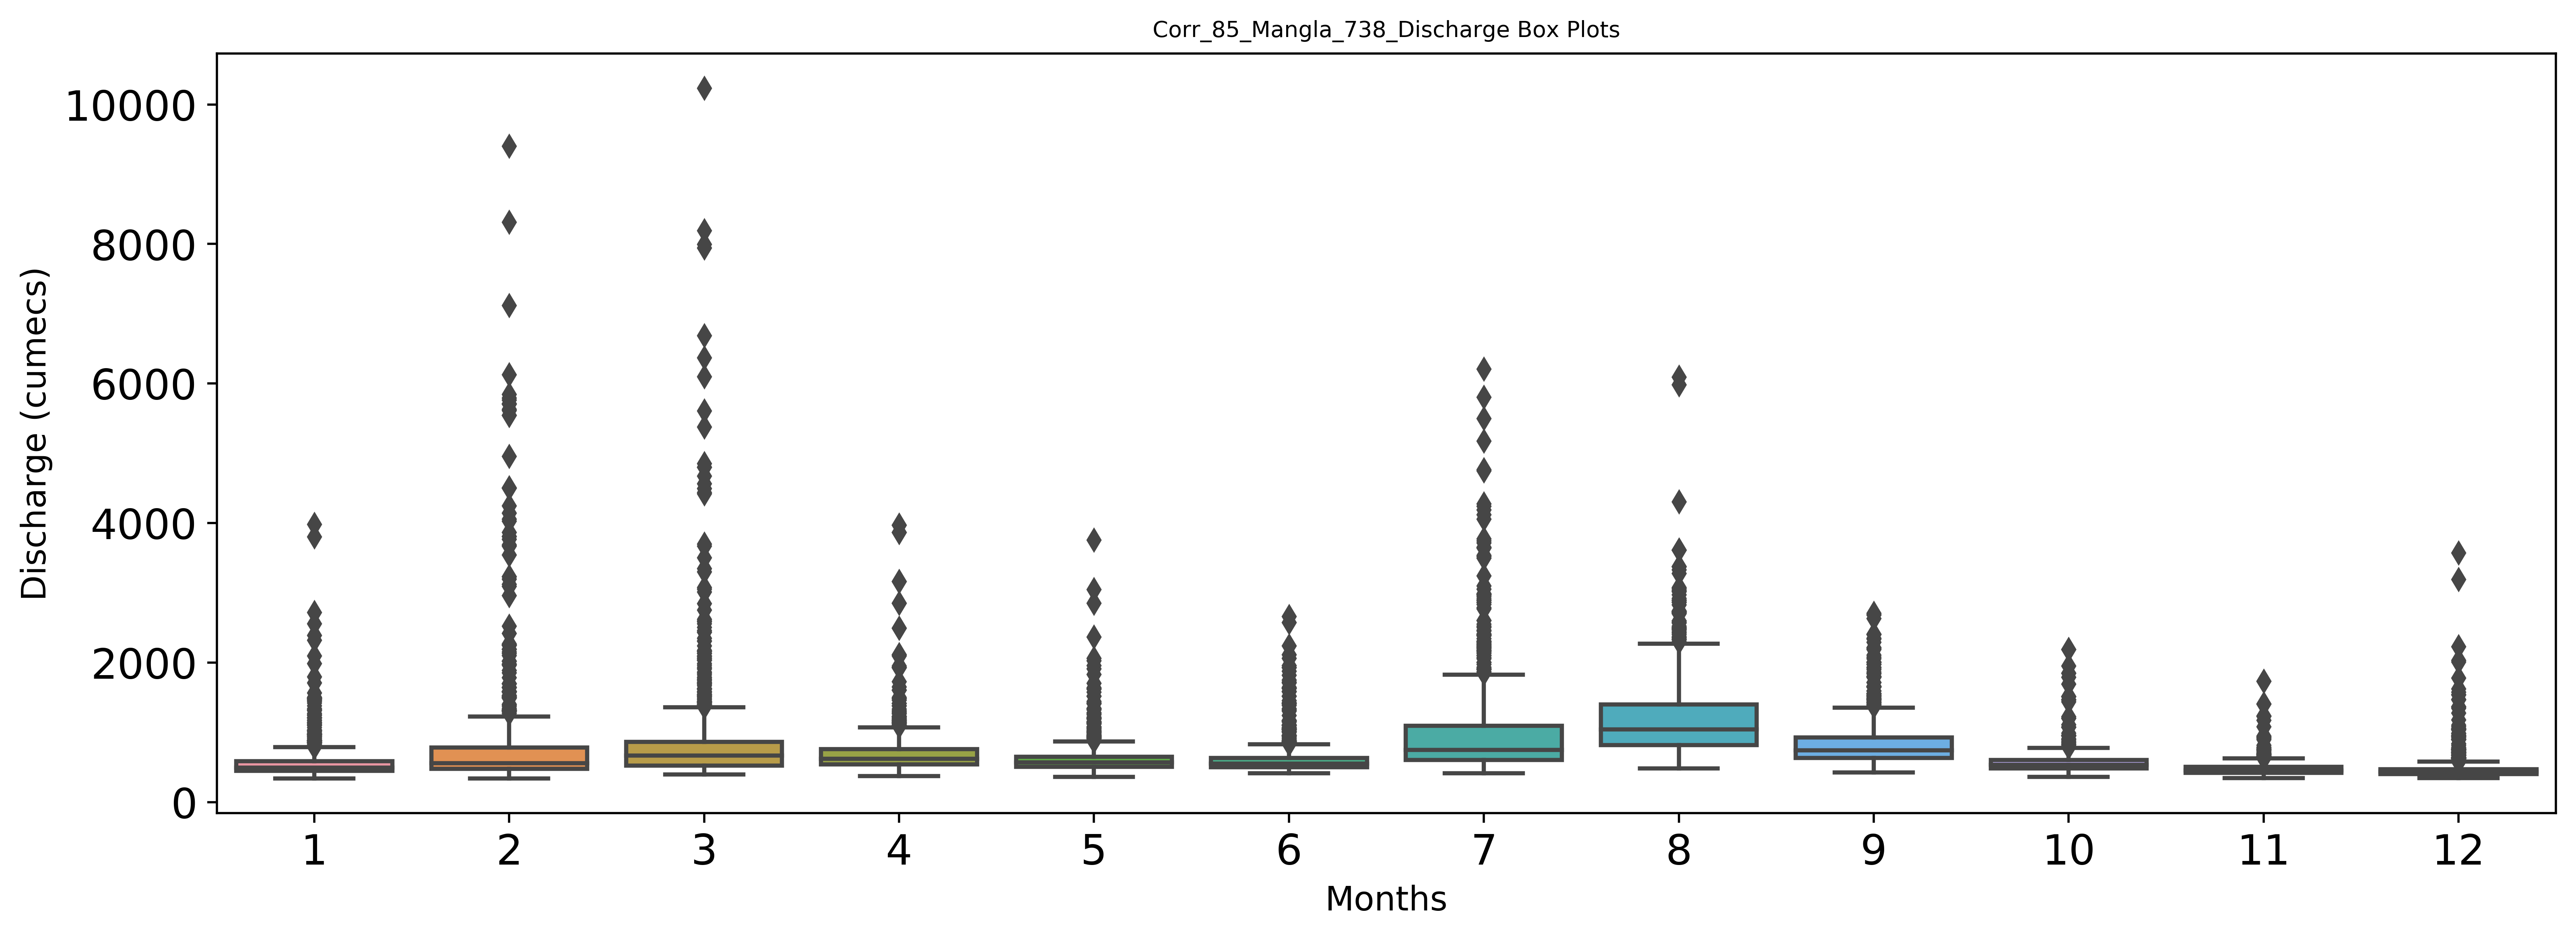 Corr_85_Mangla_738_Discharge Box Plots
Discharge (cumecs)
10000
8000
6000
4000
2000
0
1 2 3 4 5 6 7 8 9 10 11 12
Months